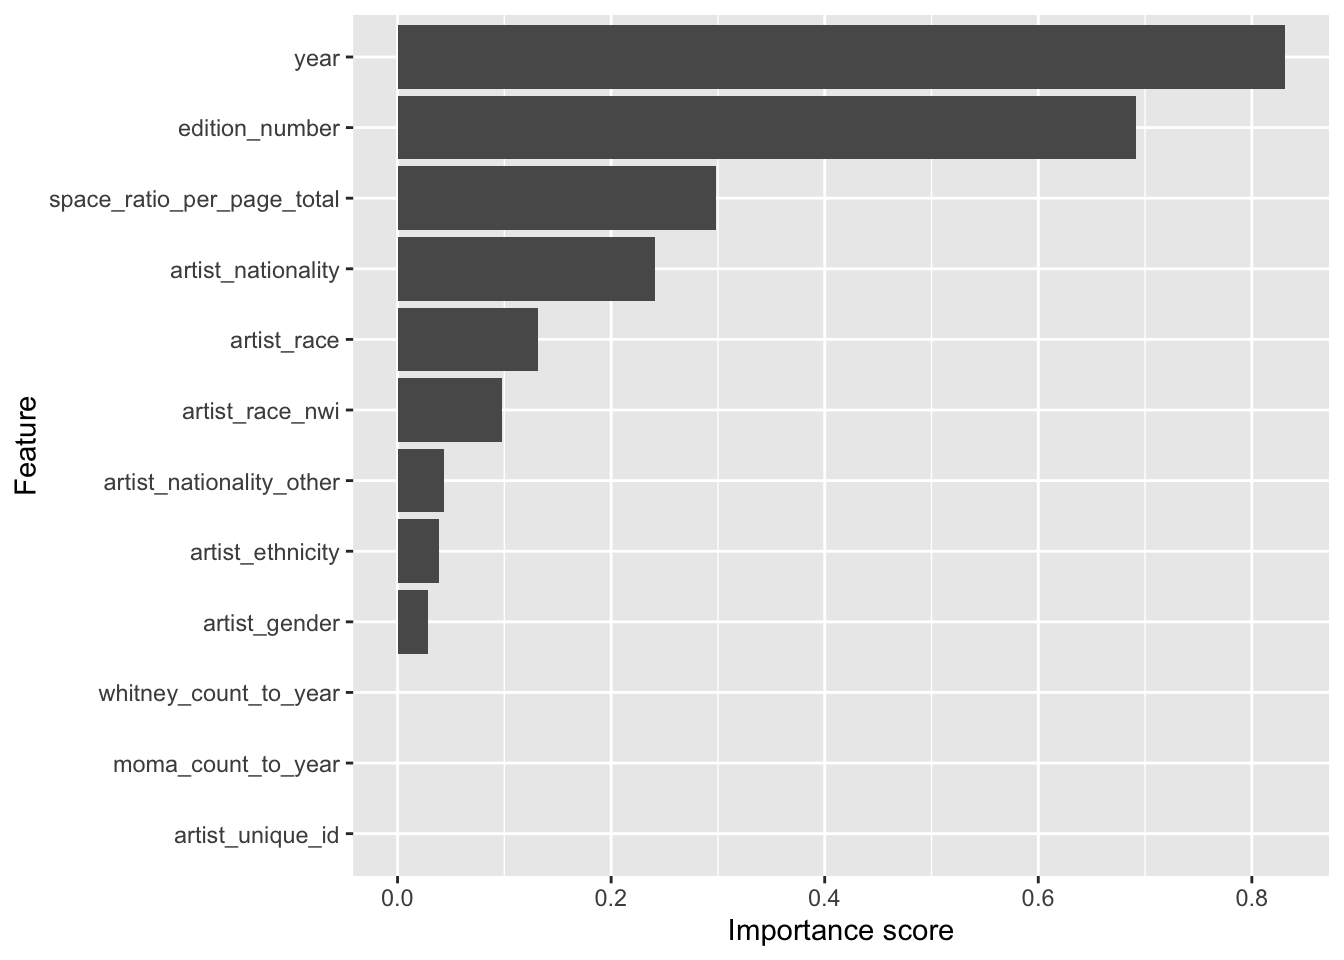 year
edition_number
space_ratio_per_page_total
artist_nationality
artist_race
artist_race_nwi
artist_nationality_other
artist_ethnicity
artist_gender
whitney_count_to_year
moma_count_to_year
artist_unique_id
Feature
0.0 0.2 0.4 0.6 0.8
Importance score